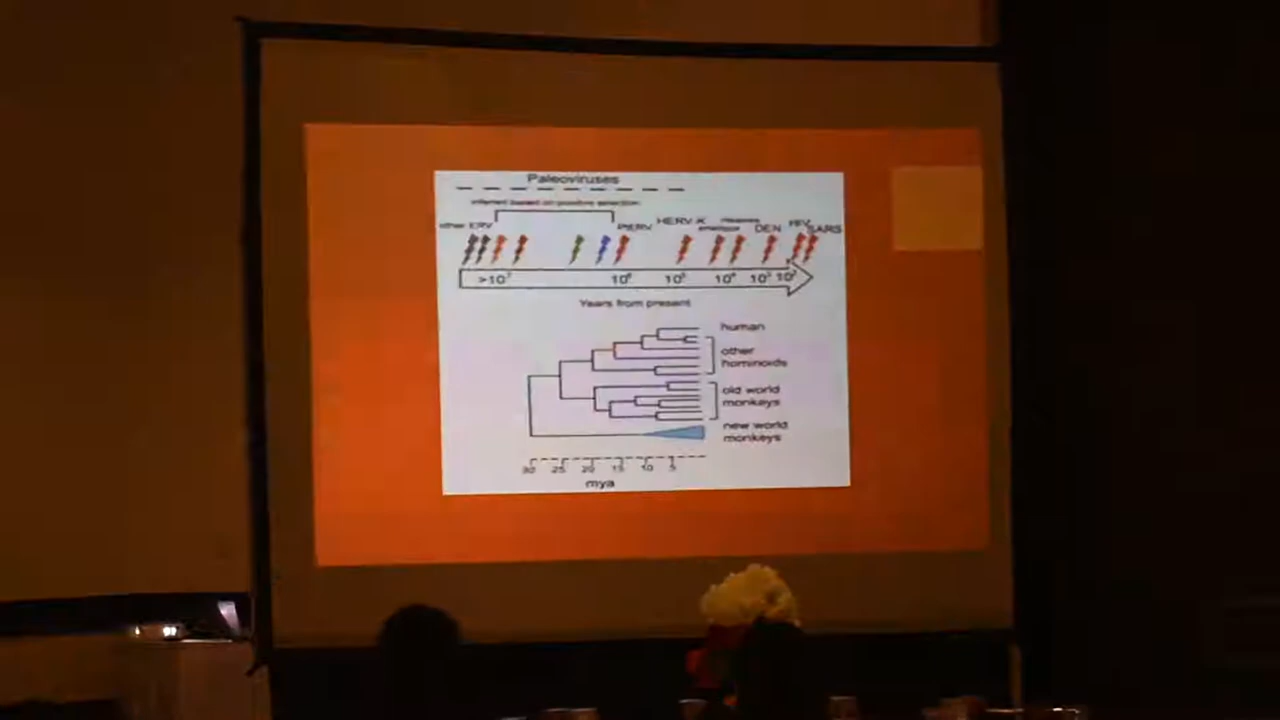 Paleoviruses
inferred based on positive selection
other ERV
PtERV
HERV-K
smallpox
measles
DEN
HIV
SARS
>10⁷ 10⁶ 10⁵ 10⁴ 10³ 10²
Years from present
human
other
hominoids
old world
monkeys
new world
monkeys
30 25 20 15 10 5
mya